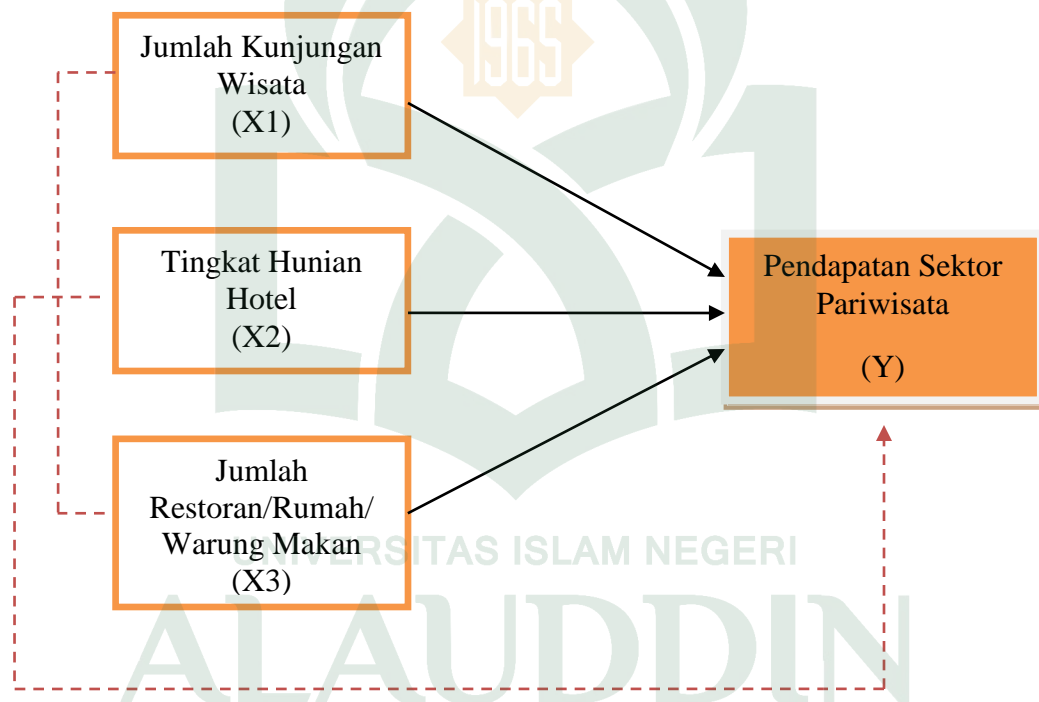 1965
Jumlah Kunjungan
Wisata
(X1)
Tingkat Hunian
Hotel
(X2)
Pendapatan Sektor
Pariwisata
(Y)
Jumlah
Restoran/Rumah/
Warung Makan
(X3)
UNIVERSITAS ISLAM NEGERI
ALAUDDIN